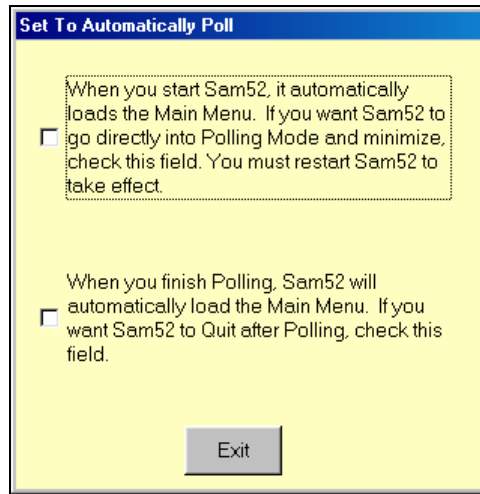 Set To Automatically Poll
When you start Sam52, it automatically
loads the Main Menu. If you want Sam52 to
go directly into Polling Mode and minimize,
check this field. You must restart Sam52 to
take effect.
When you finish Polling, Sam52 will
automatically load the Main Menu. If you
want Sam52 to Quit after Polling, check this
field.
Exit